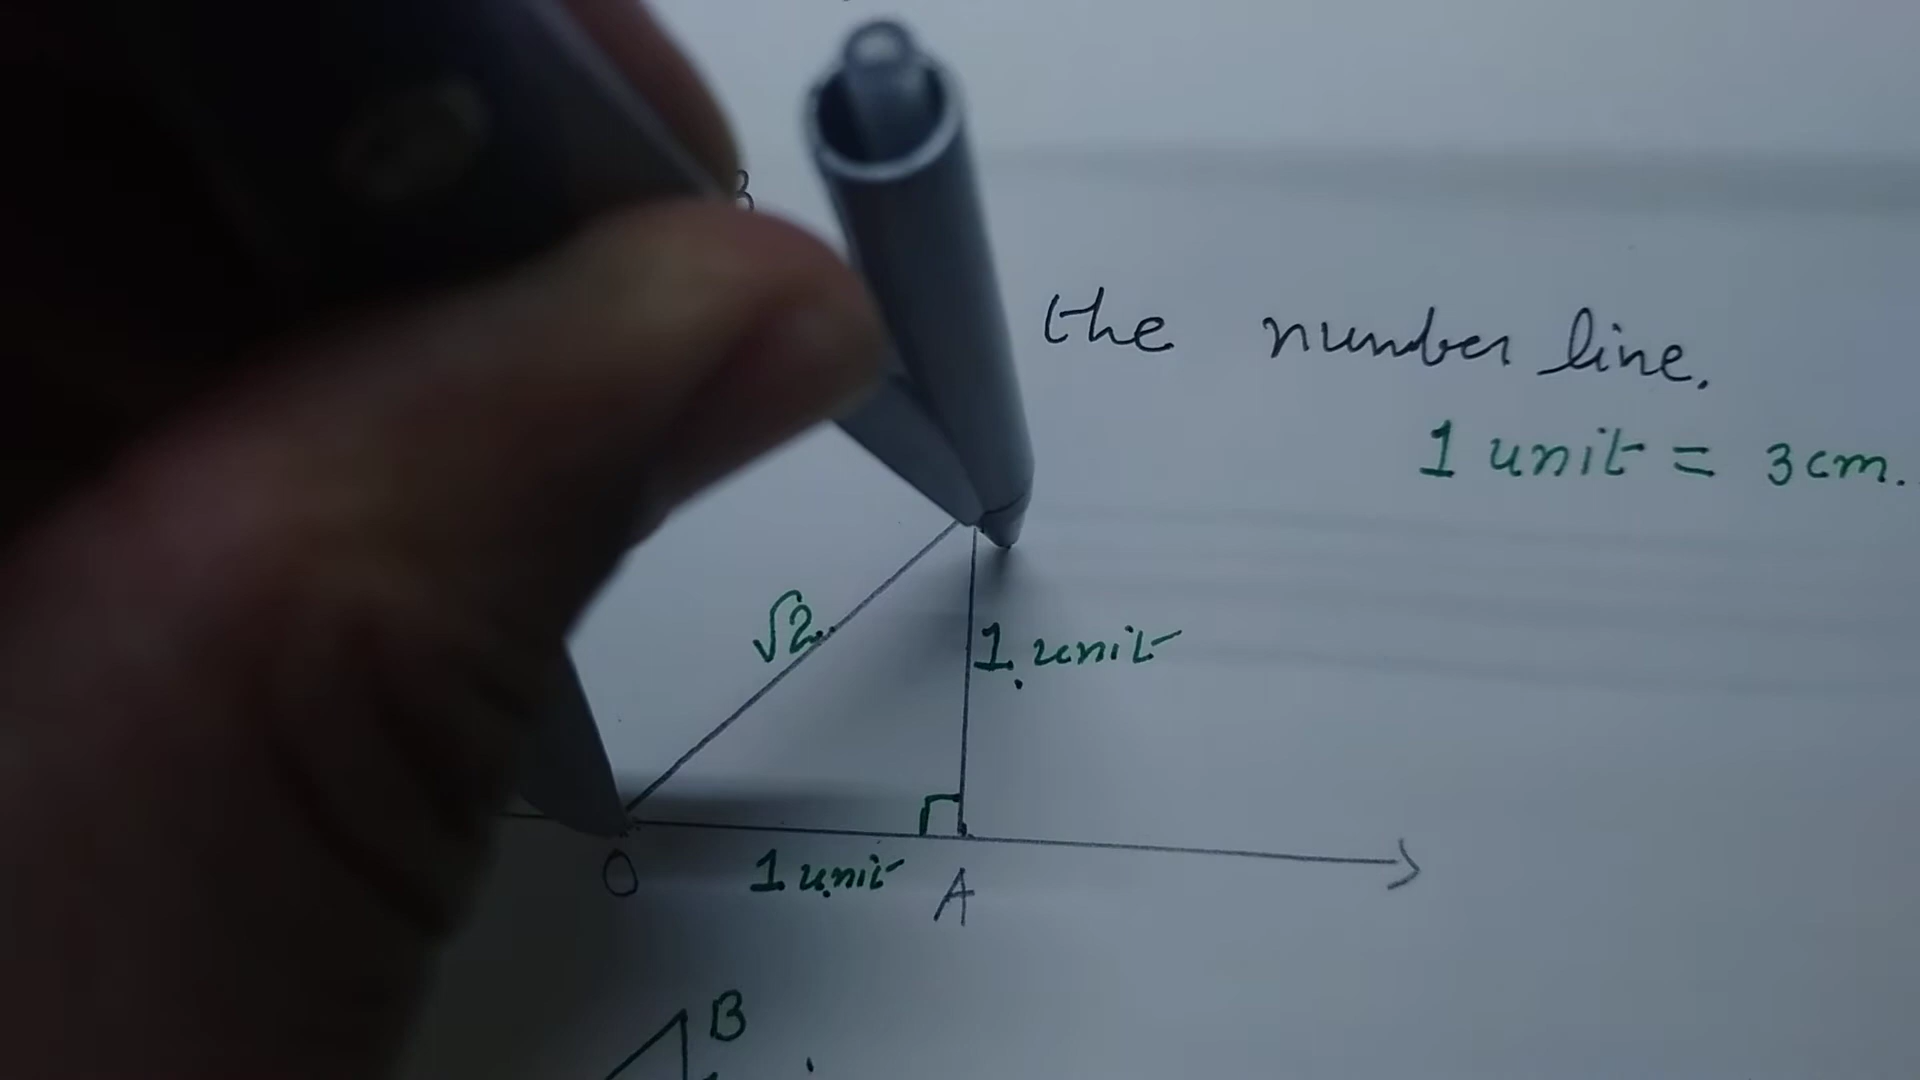 the number line.
1 unit = 3cm.
√2
1 unit
O 1 unit A
B